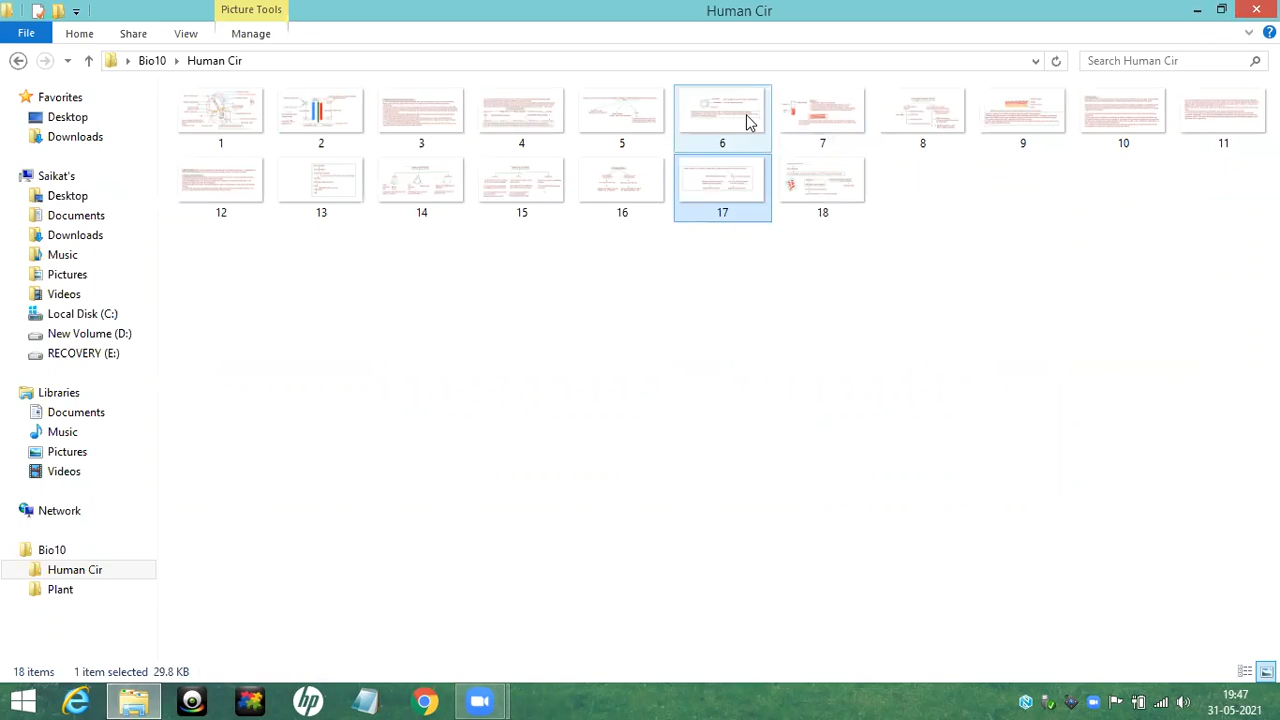 Picture Tools
Human Cir
File
Home
Share
View
Manage
Bio10
Human Cir
Search Human Cir
Favorites
Desktop
Downloads
Saikat's
Desktop
Documents
Downloads
Music
Pictures
Videos
Local Disk (C:)
New Volume (D:)
RECOVERY (E:)
Libraries
Documents
Music
Pictures
Videos
Network
Bio10
Human Cir
Plant
1
2
3
4
5
6
7
8
9
10
11
12
13
14
15
16
17
18
18 items
1 item selected 29.8 KB
hp
19:47
31-05-2021